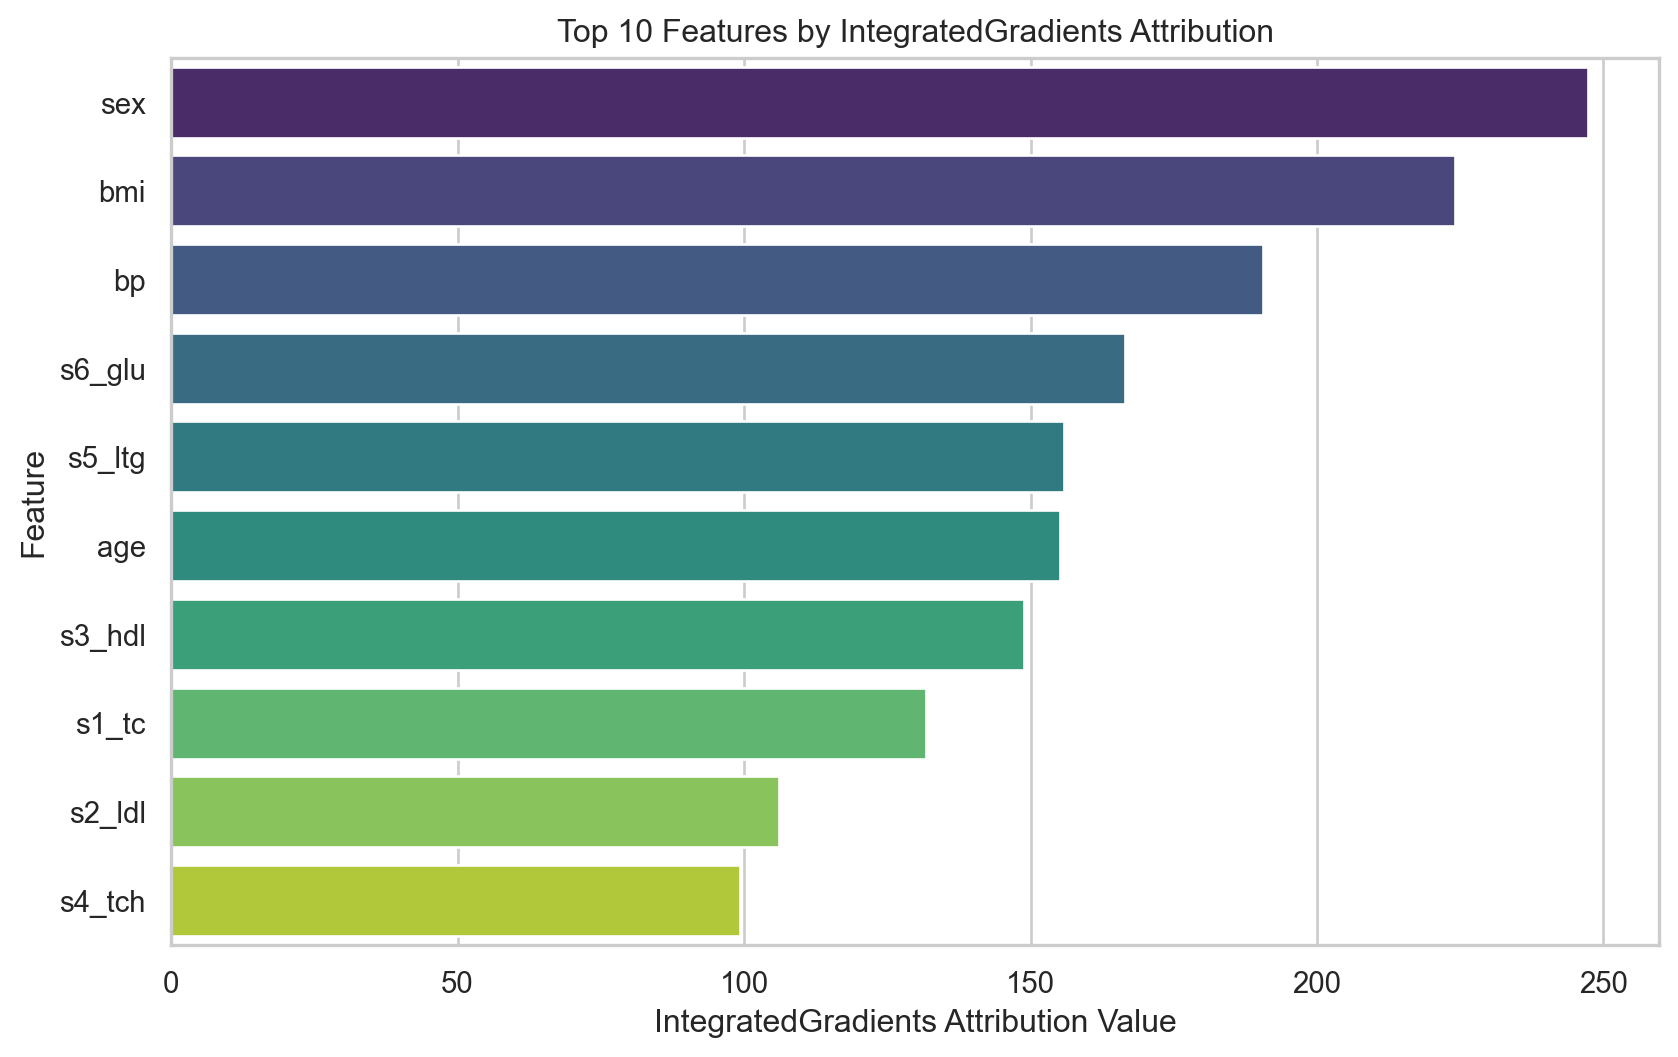 Top 10 Features by IntegratedGradients Attribution
sex
bmi
bp
s6_glu
s5_ltg
age
s3_hdl
s1_tc
s2_ldl
s4_tch
Feature
0 50 100 150 200 250
IntegratedGradients Attribution Value